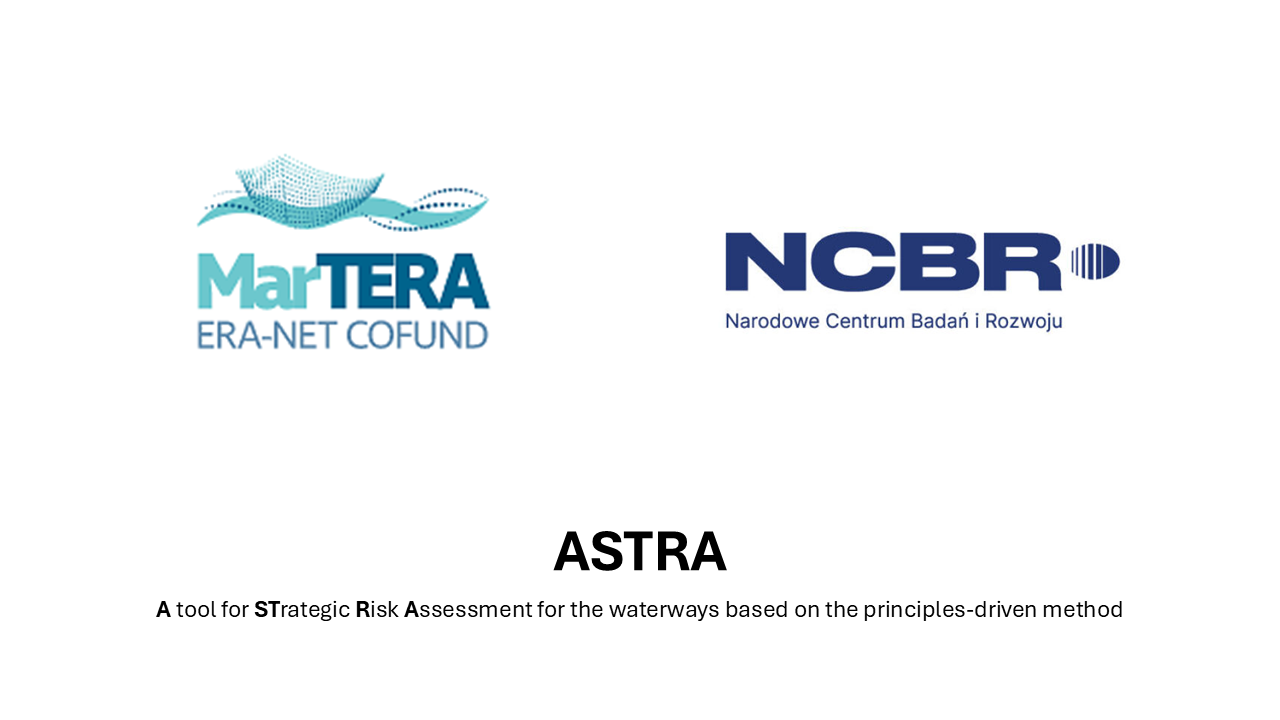 MarTERA
ERA-NET COFUND
NCBR
Narodowe Centrum Badań i Rozwoju
ASTRA
A tool for STrategic Risk Assessment for the waterways based on the principles-driven method